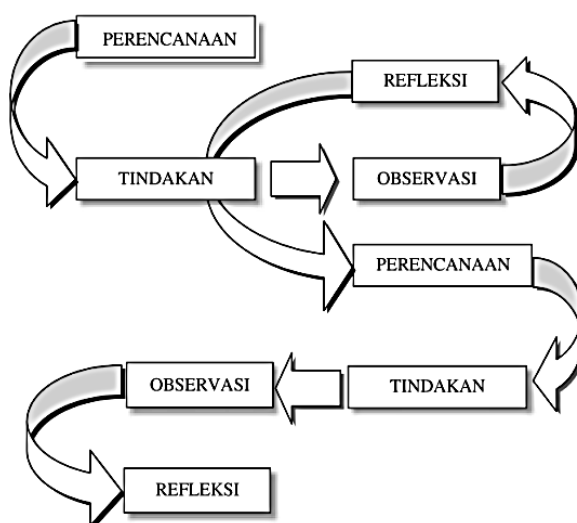 PERENCANAAN
REFLEKSI
TINDAKAN
OBSERVASI
PERENCANAAN
OBSERVASI
TINDAKAN
REFLEKSI